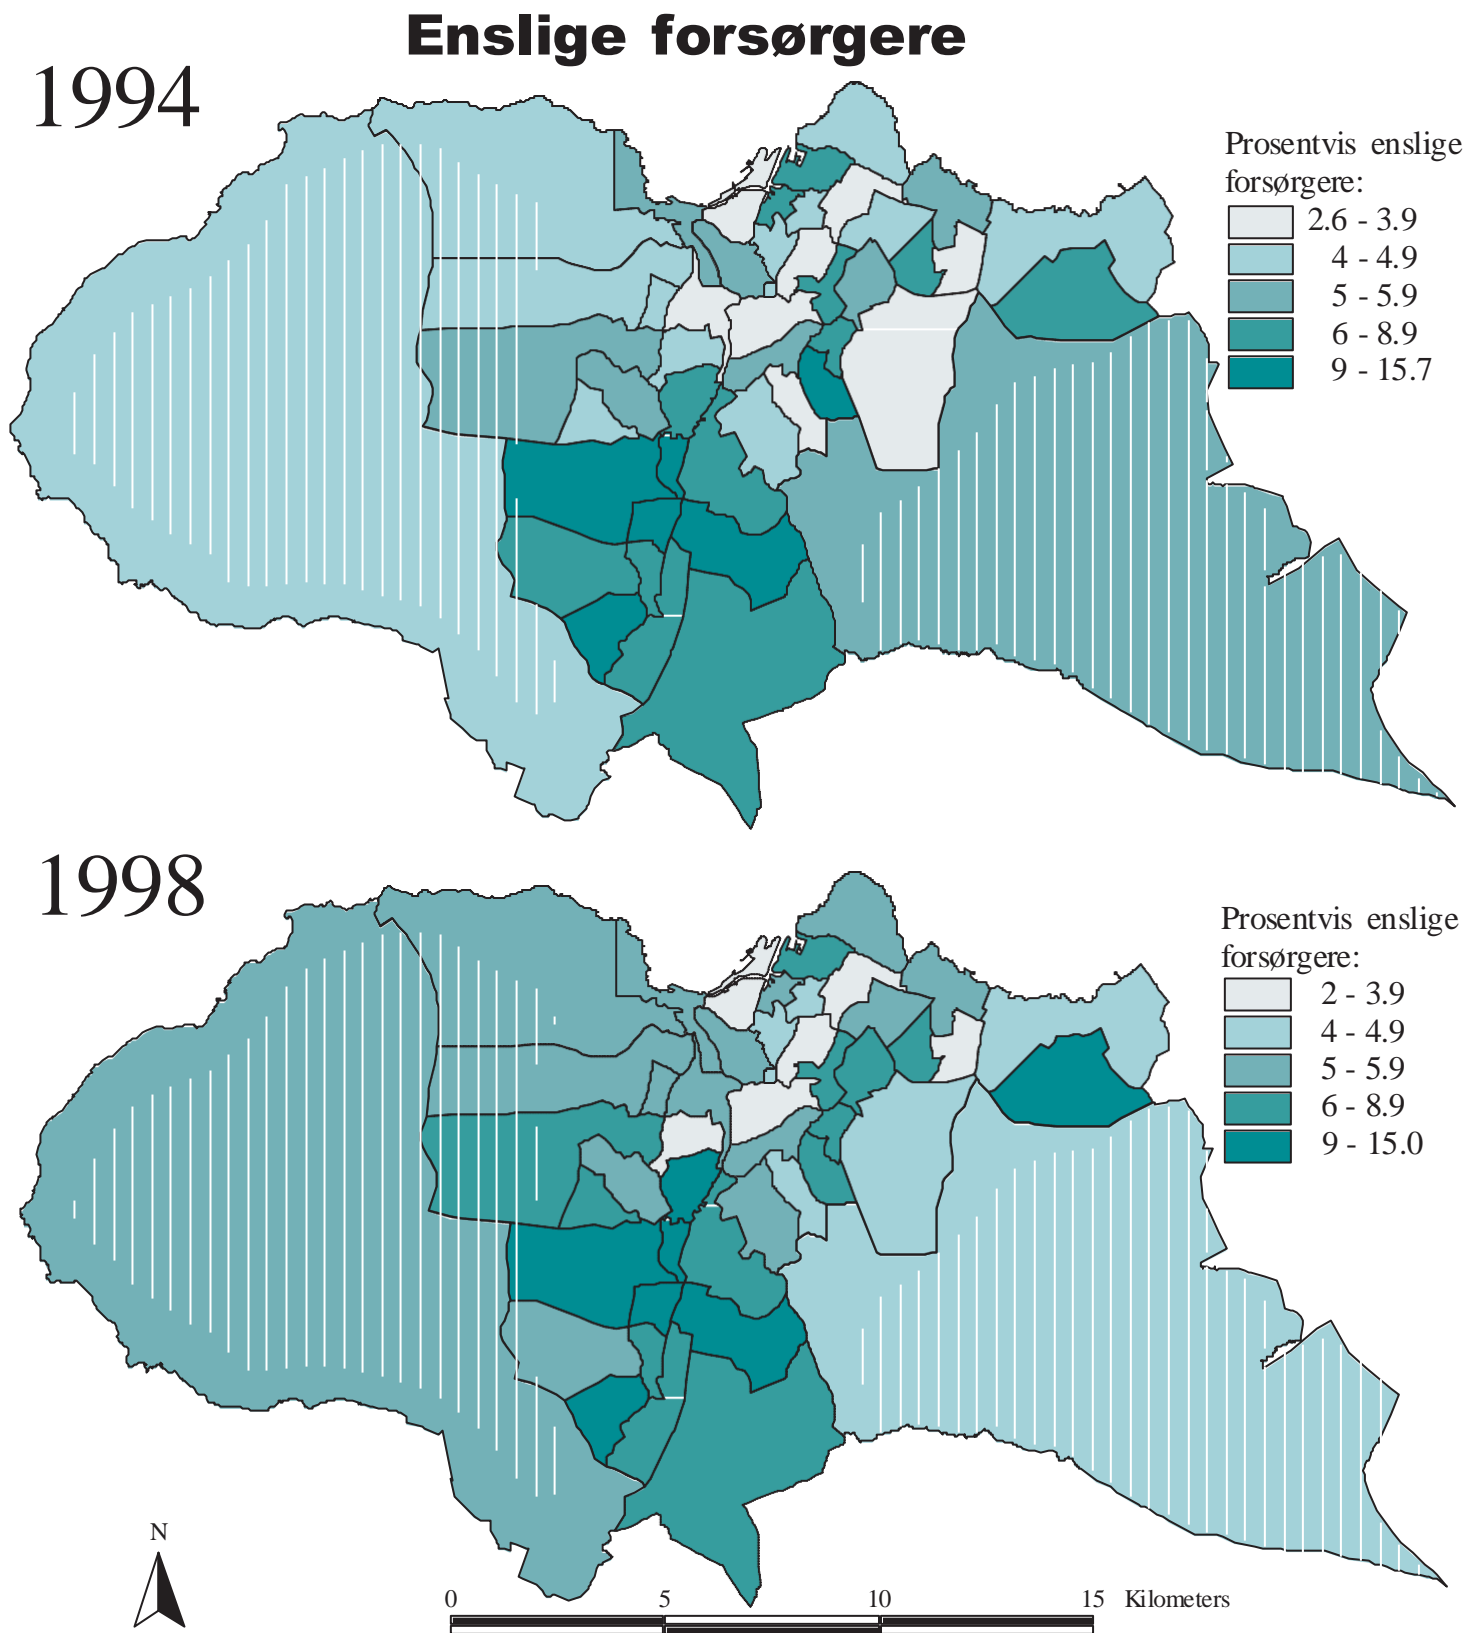 Enslige forsørgere
1994
Prosentvis enslige
forsørgere:
2.6 - 3.9
4 - 4.9
5 - 5.9
6 - 8.9
9 - 15.7
1998
Prosentvis enslige
forsørgere:
2 - 3.9
4 - 4.9
5 - 5.9
6 - 8.9
9 - 15.0
N
0 5 10 15 Kilometers